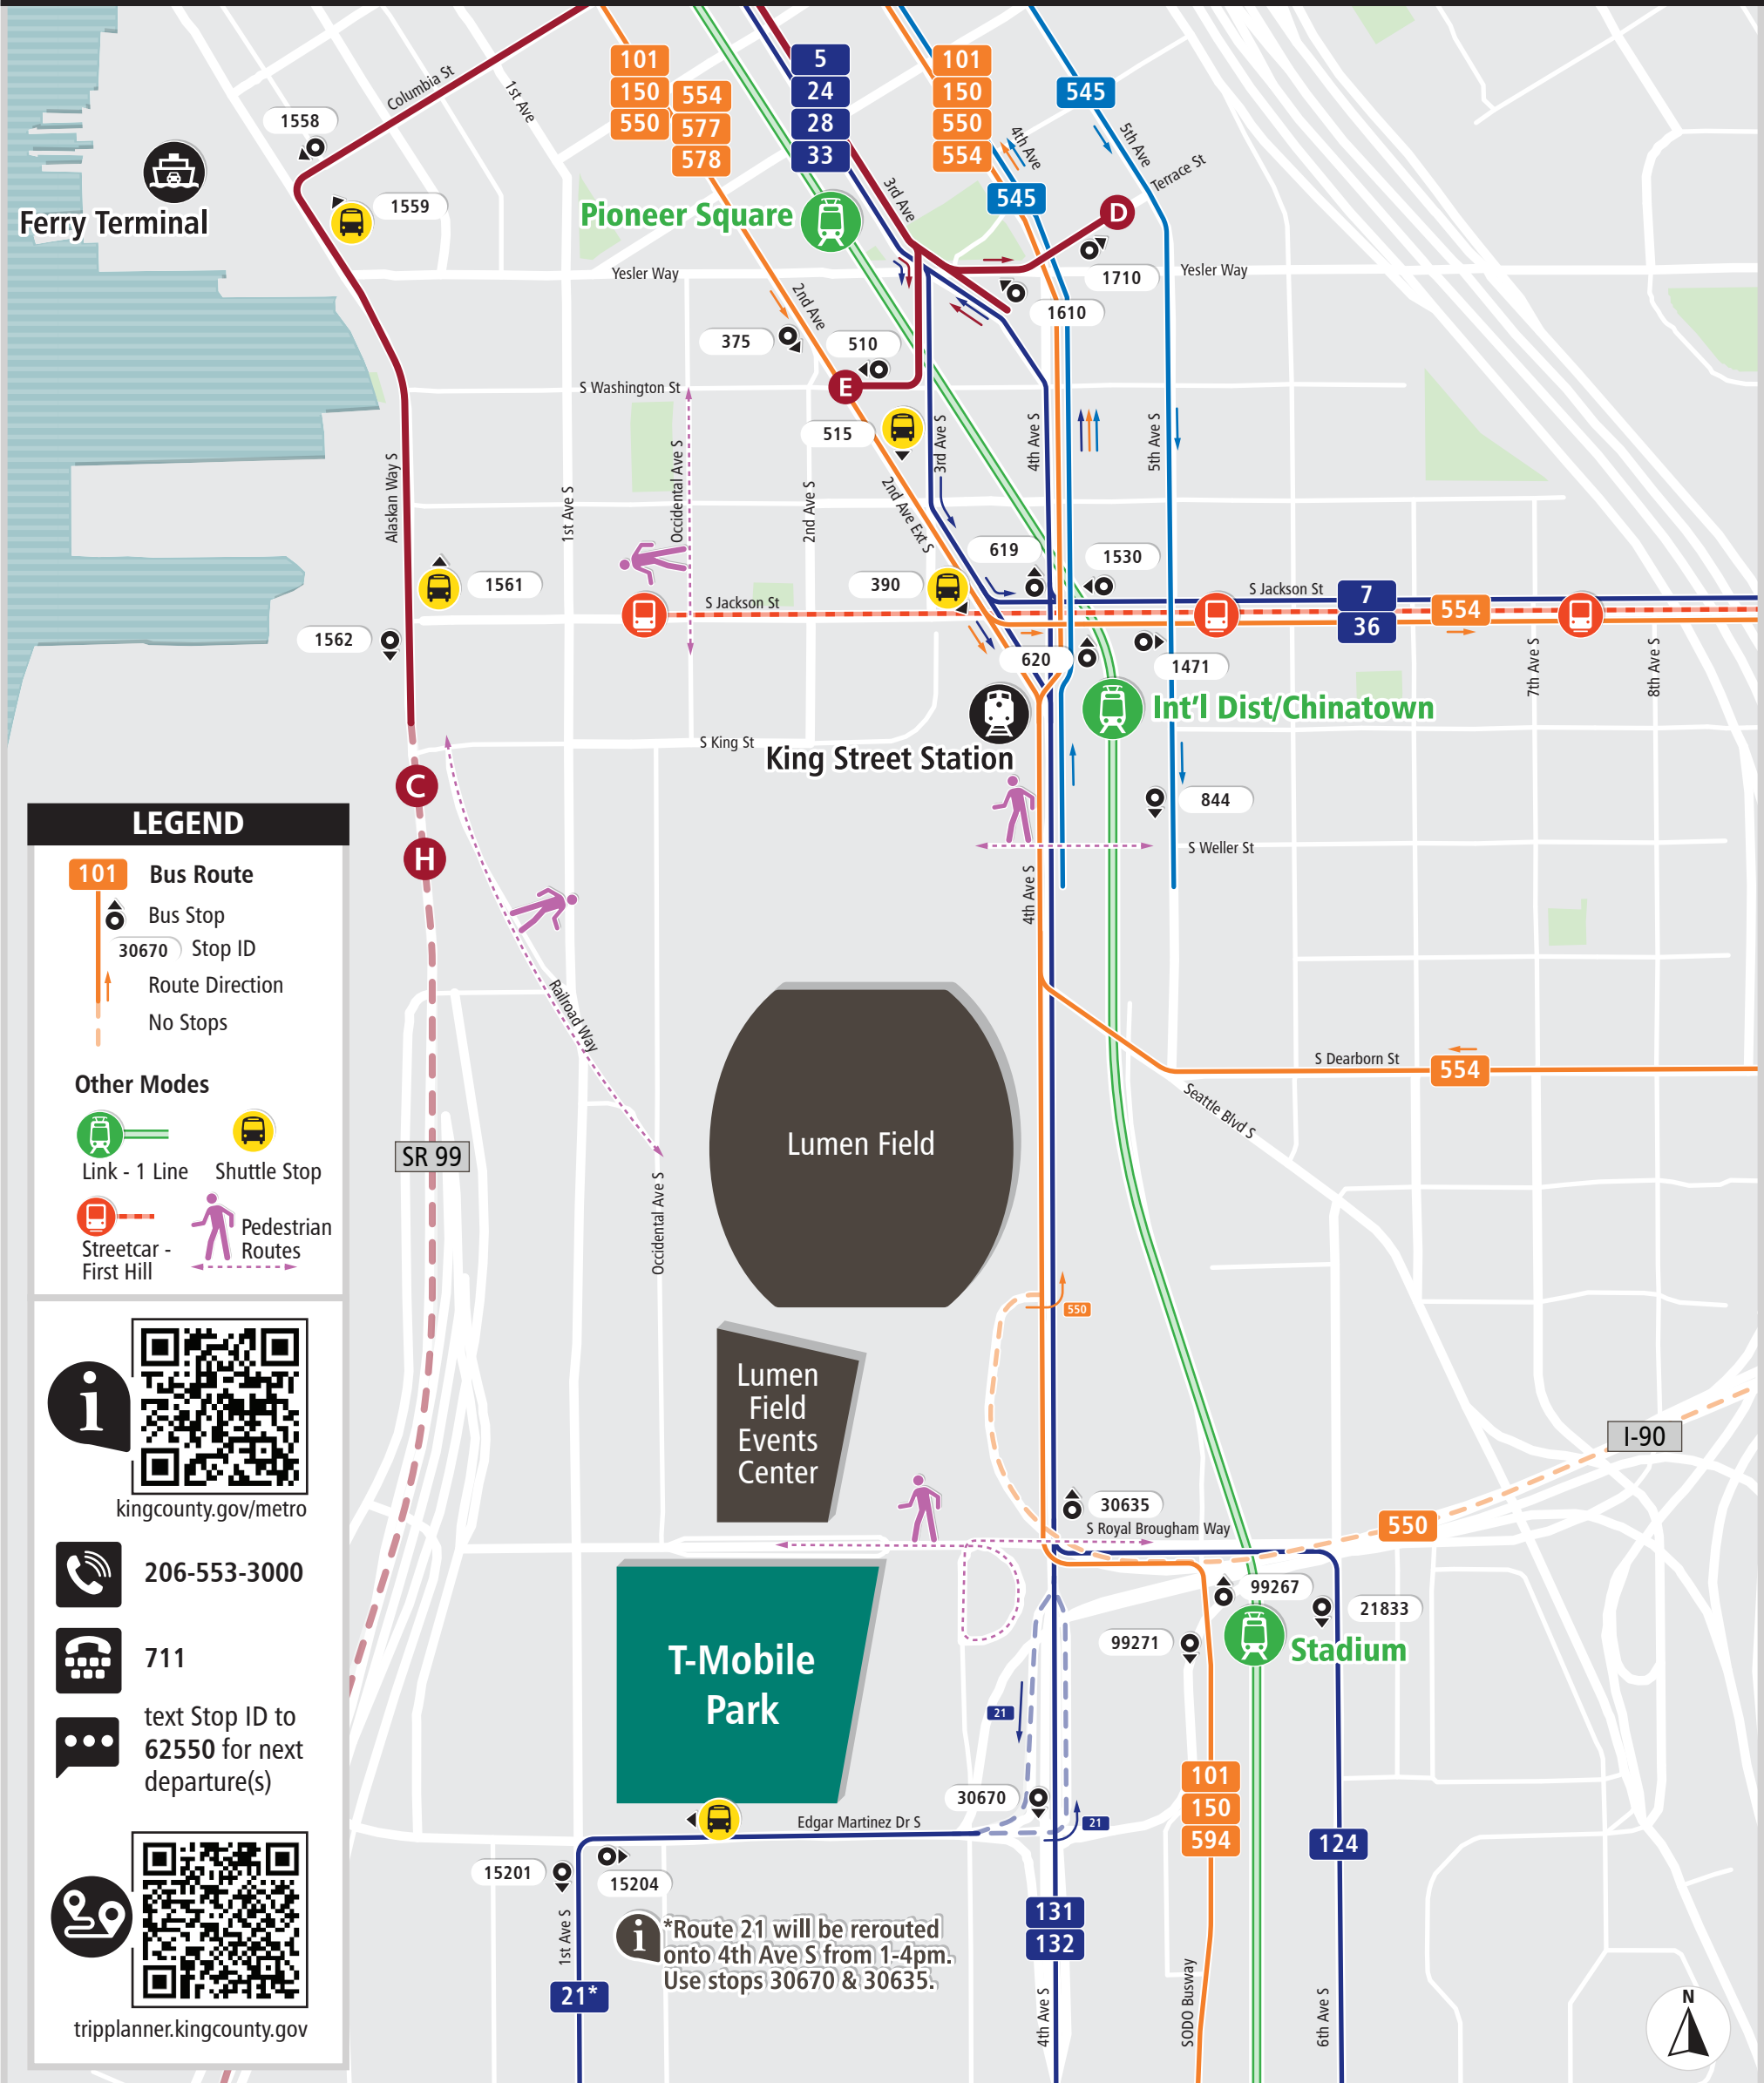 Columbia St
1st Ave
1558
Ferry Terminal
1559
101
150
550
554
577
578
5
24
28
33
101
150
550
554
545
545
4th Ave
5th Ave
Terrace St
3rd Ave
D
Pioneer Square
1710
1610
Yesler Way
Yesler Way
2nd Ave
375
510
E
S Washington St
515
Alaskan Way S
1st Ave S
Occidental Ave S
2nd Ave S
2nd Ave Ext S
3rd Ave S
4th Ave S
5th Ave S
619
1530
390
1561
1562
S Jackson St
S Jackson St
7
36
554
620
1471
7th Ave S
8th Ave S
Int'l Dist/Chinatown
King Street Station
S King St
844
S Weller St
4th Ave S
C
H
Railroad Way
SR 99
Occidental Ave S
Lumen Field
S Dearborn St
554
Seattle Blvd S
550
Lumen
Field
Events
Center
I-90
30635
S Royal Brougham Way
550
99267
21833
99271
Stadium
T-Mobile
Park
21
30670
21
Edgar Martinez Dr S
101
150
594
124
15201
15204
131
132
1st Ave S
21*
*Route 21 will be rerouted
onto 4th Ave S from 1-4pm.
Use stops 30670 & 30635.
4th Ave S
SODO Busway
6th Ave S
N
LEGEND
101 Bus Route
Bus Stop
30670 Stop ID
Route Direction
No Stops
Other Modes
Link - 1 Line
Shuttle Stop
Streetcar -
First Hill
Pedestrian
Routes
i
kingcounty.gov/metro
206-553-3000
711
text Stop ID to
62550 for next
departure(s)
tripplanner.kingcounty.gov
i